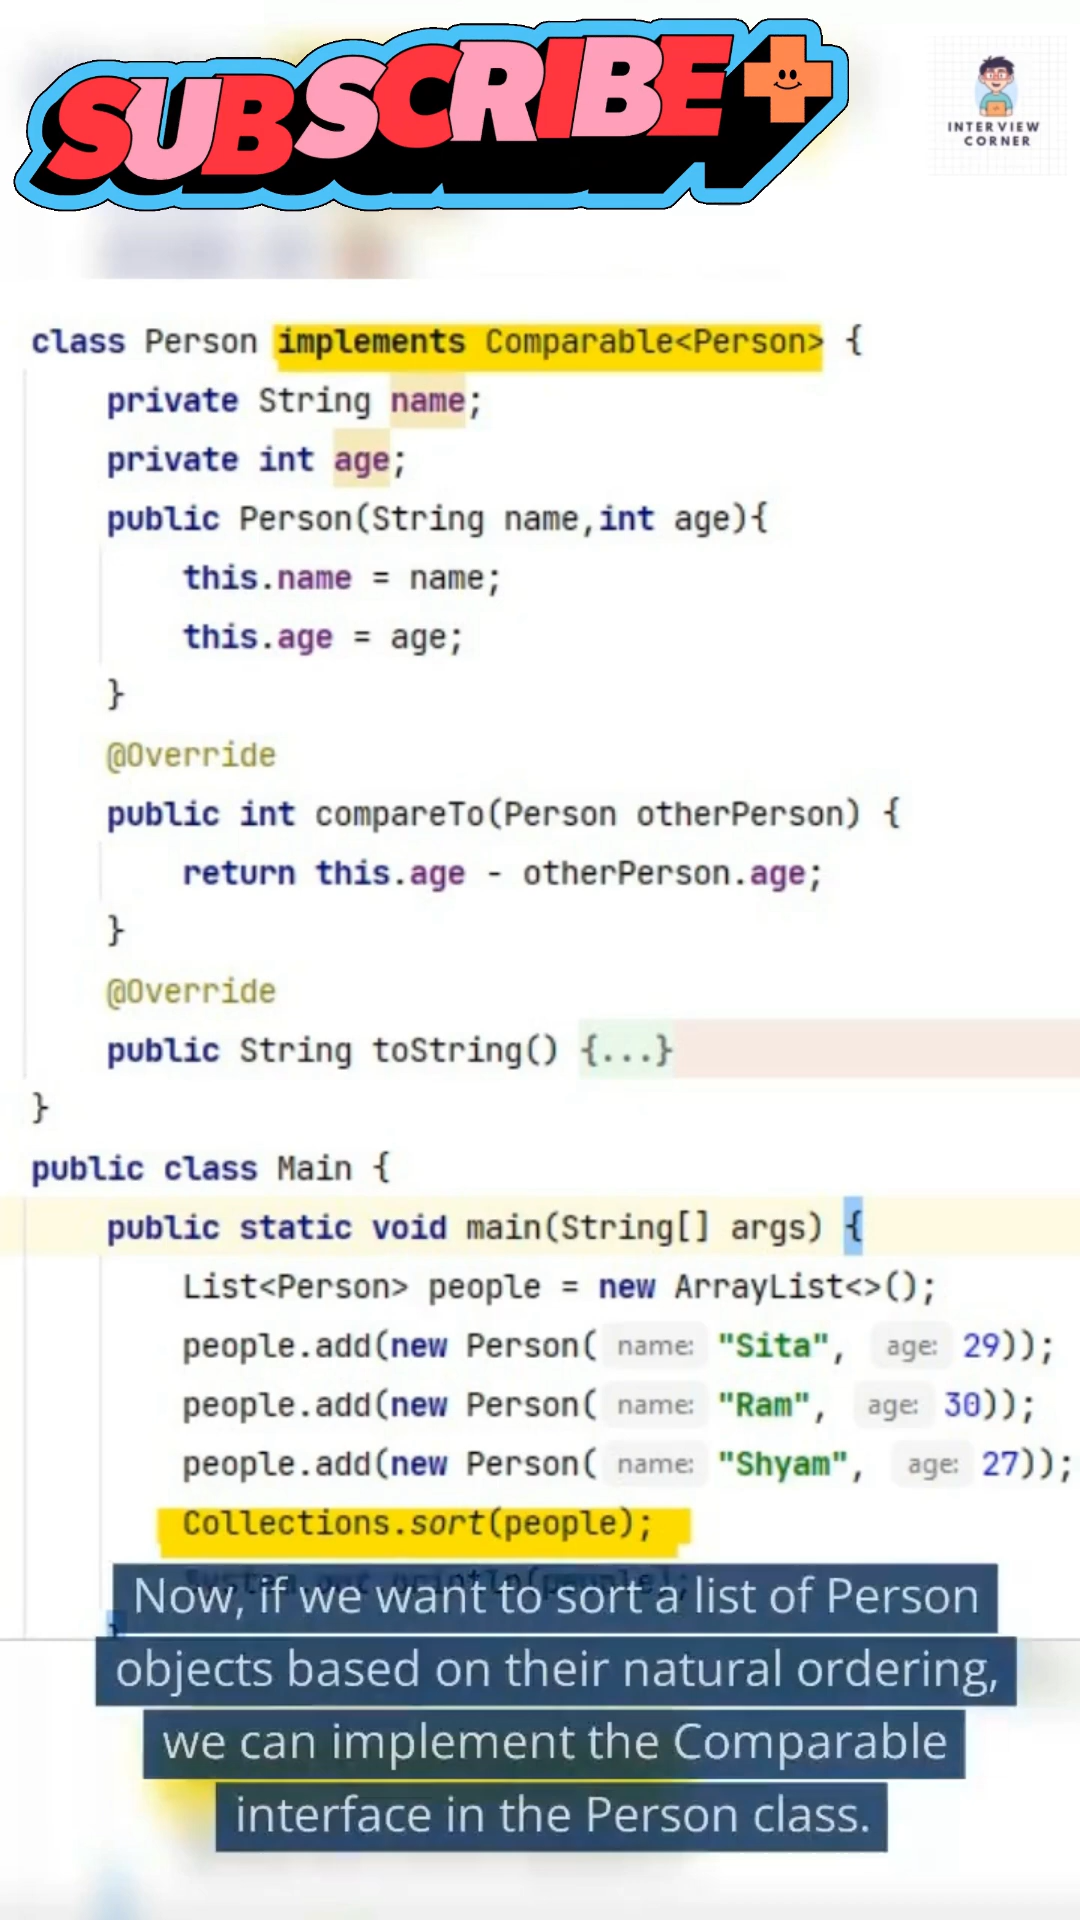 SUBSCRIBE
INTERVIEW
CORNER
class Person implements Comparable<Person> {
private String name;
private int age;
public Person(String name,int age){
this.name = name;
this.age = age;
}
@Override
public int compareTo(Person otherPerson) {
return this.age - otherPerson.age;
}
@Override
public String toString() {...}
}
public class Main {
public static void main(String[] args) {
List<Person> people = new ArrayList<>();
people.add(new Person( name: "Sita", age: 29));
people.add(new Person( name: "Ram", age: 30));
people.add(new Person( name: "Shyam", age: 27));
Collections.sort(people);
Now, if we want to sort a list of Person
objects based on their natural ordering,
we can implement the Comparable
interface in the Person class.